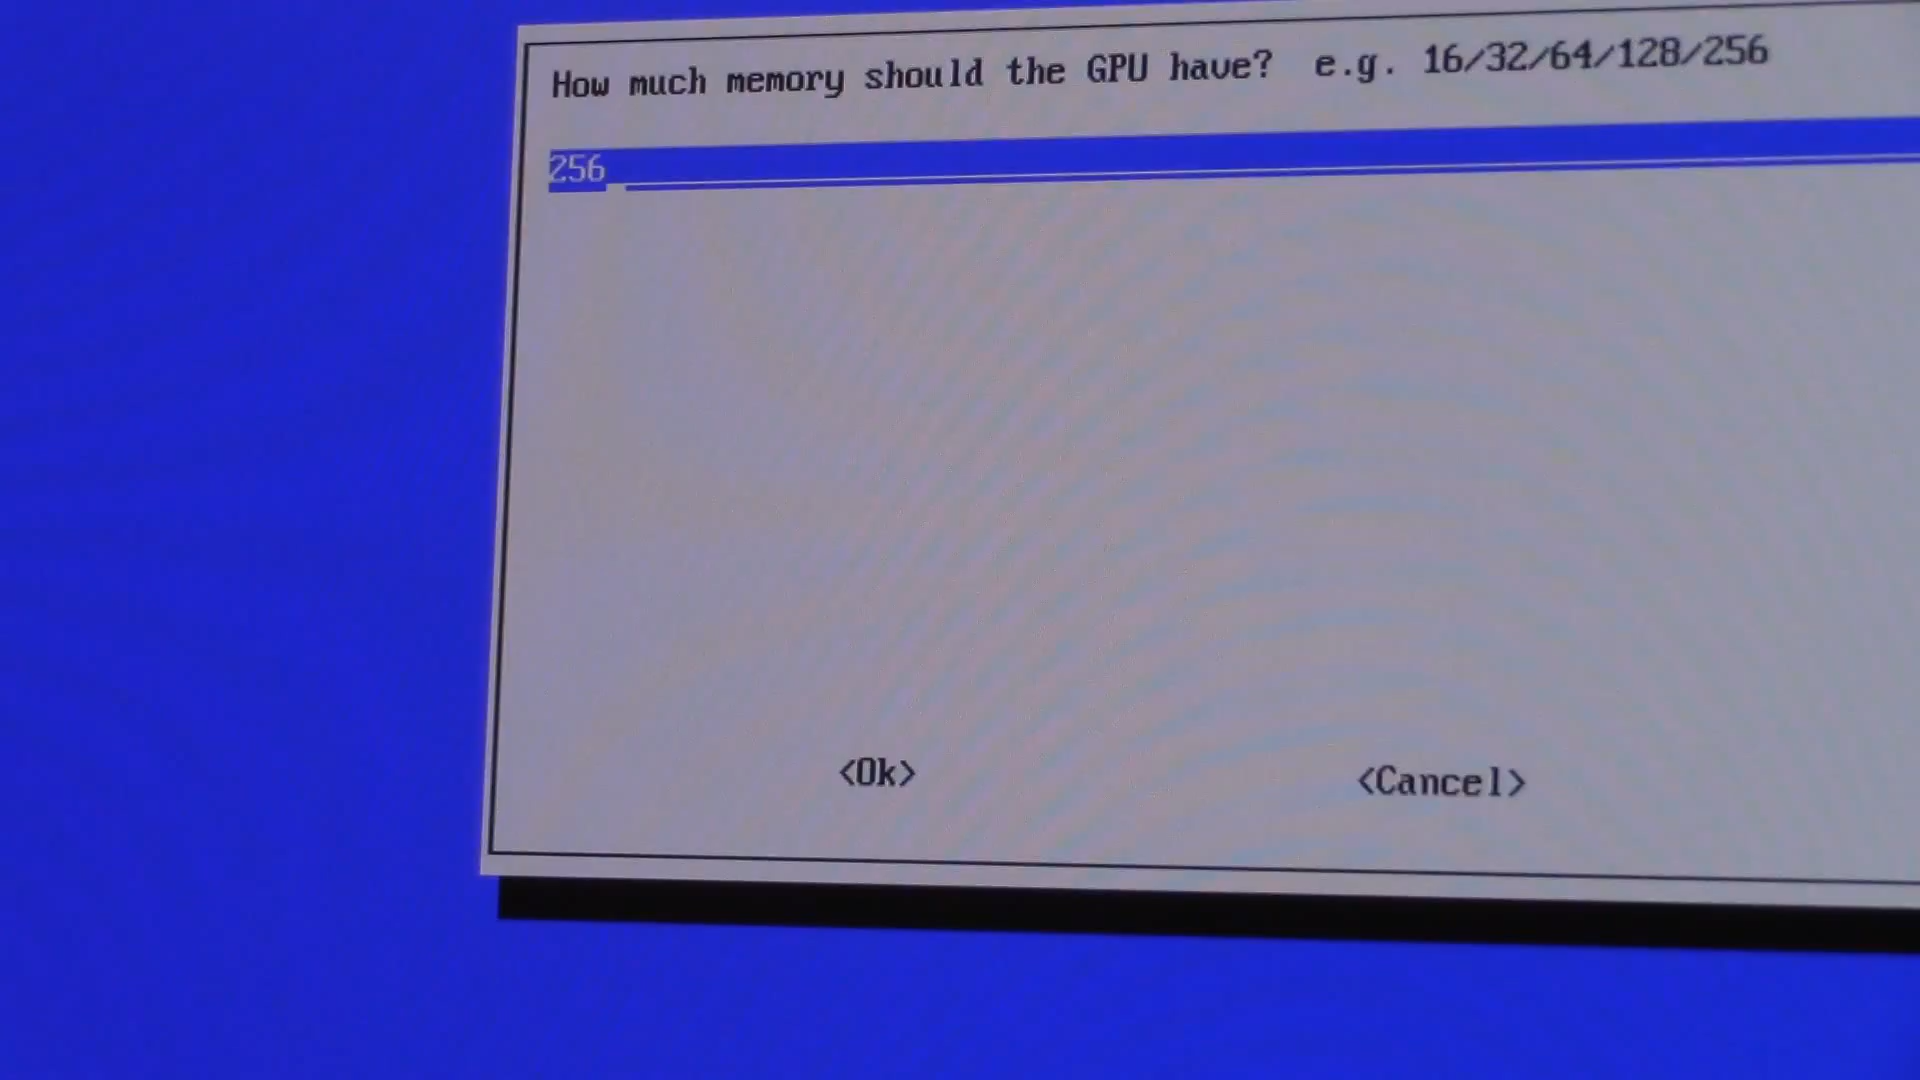 How much memory should the GPU have?  e.g. 16/32/64/128/256
256
<Ok>
<Cancel>